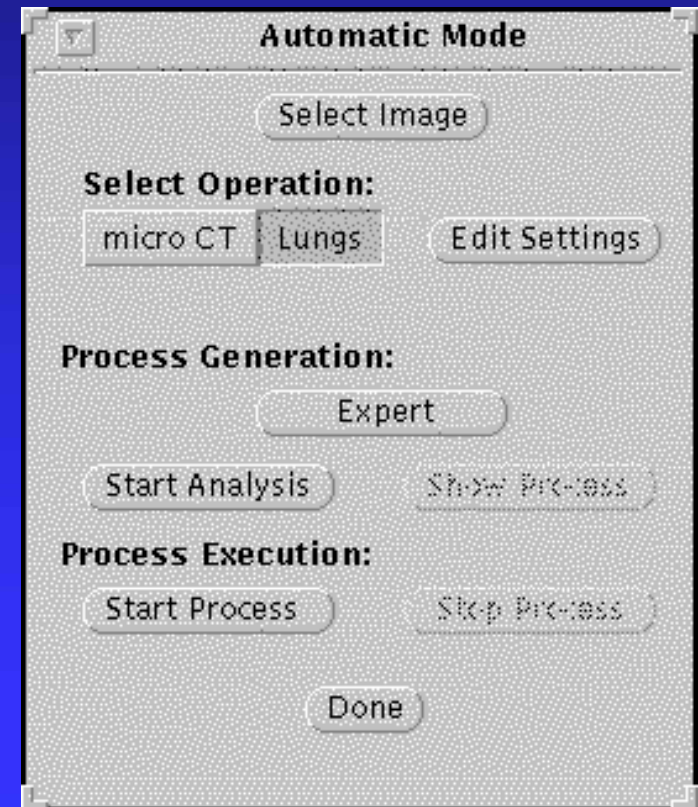 Automatic Mode
Select Image
Select Operation:
micro CT Lungs Edit Settings
Process Generation:
Expert
Start Analysis Show Process
Process Execution:
Start Process Stop Process
Done